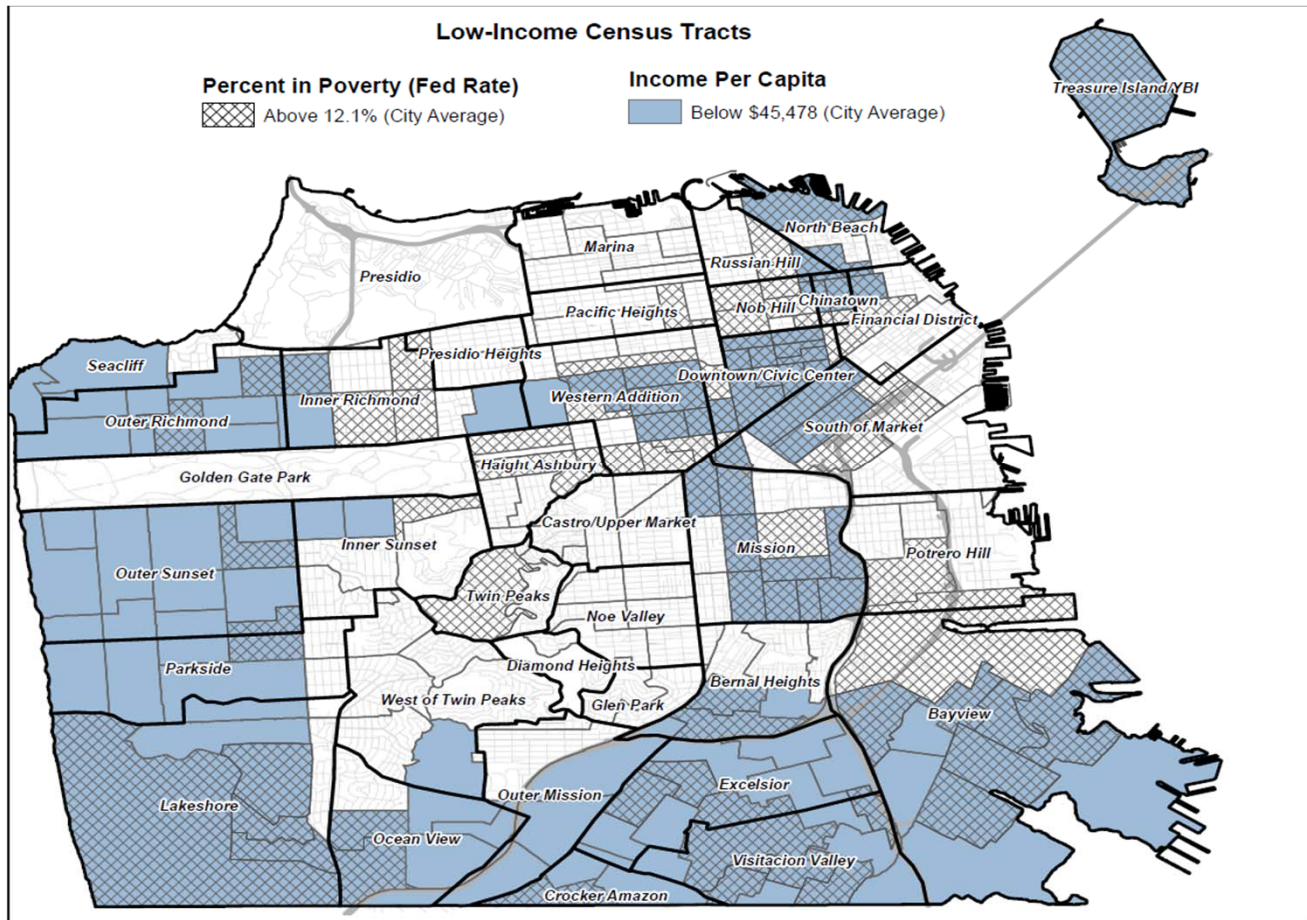 Low-Income Census Tracts
Percent in Poverty (Fed Rate)
Above 12.1% (City Average)
Income Per Capita
Below $45,478 (City Average)
Treasure Island/YBI
North Beach
Marina
Russian Hill
Presidio
Chinatown
Nob Hill
Pacific Heights
Financial District
Presidio Heights
Seacliff
Downtown/Civic Center
Western Addition
Inner Richmond
Outer Richmond
South of Market
Haight Ashbury
Golden Gate Park
Castro/Upper Market
Inner Sunset
Mission
Potrero Hill
Outer Sunset
Twin Peaks
Noe Valley
Diamond Heights
Parkside
Bernal Heights
West of Twin Peaks
Glen Park
Bayview
Excelsior
Outer Mission
Lakeshore
Ocean View
Visitacion Valley
Crocker Amazon